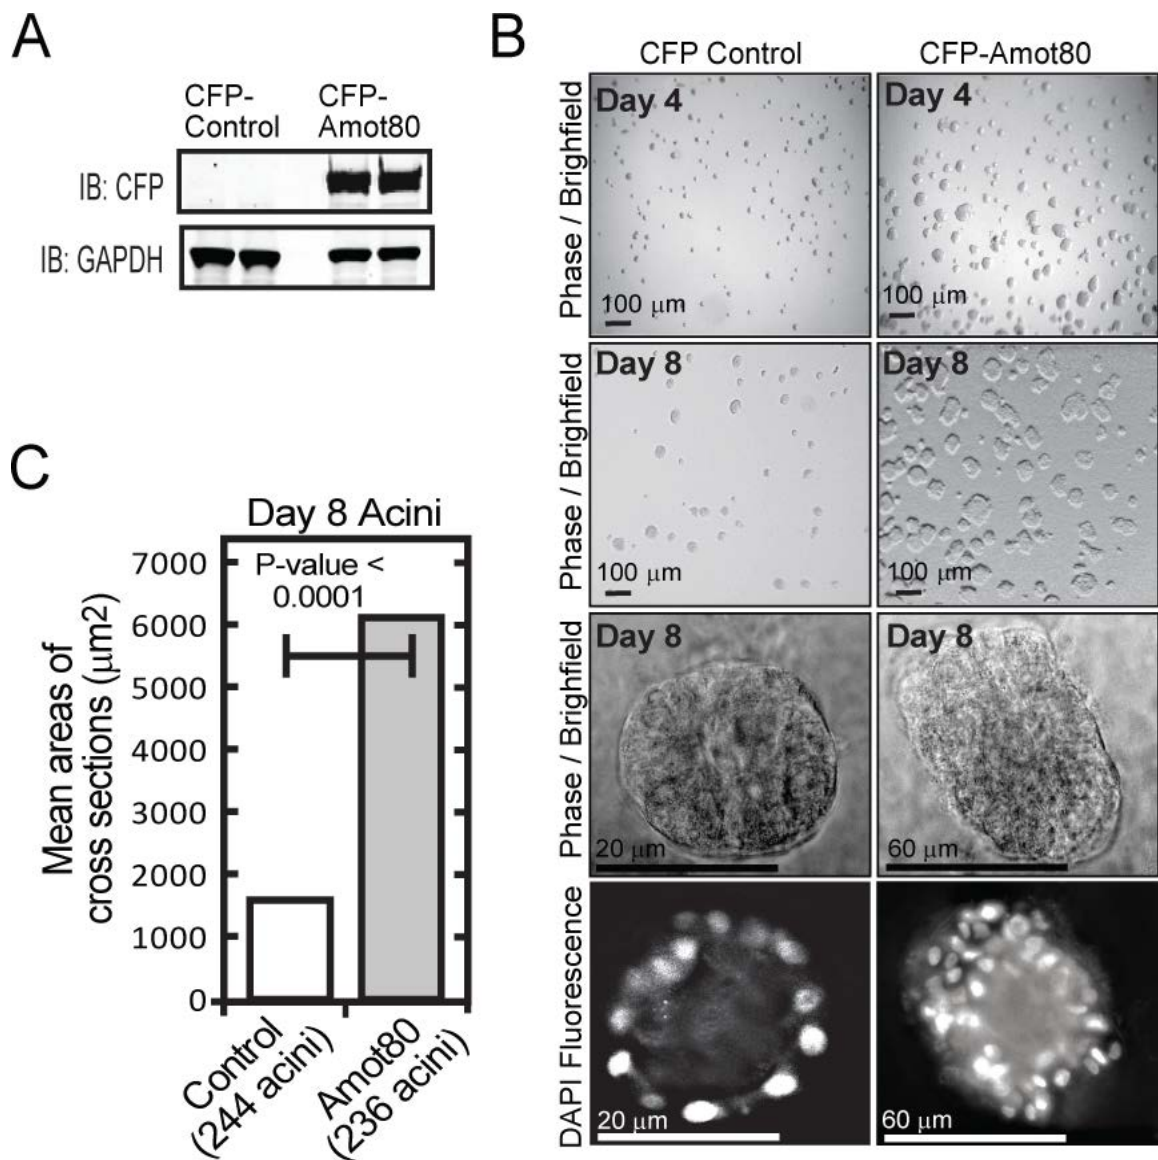 A
CFP-
Control
CFP-
Amot80
IB: CFP
IB: GAPDH
B
CFP Control
CFP-Amot80
Phase / Brightfield
Day 4
100 μm
Day 4
100 μm
Phase / Brightfield
Day 8
100 μm
Day 8
100 μm
Phase / Brightfield
Day 8
20 μm
Day 8
60 μm
DAPI Fluorescence
20 μm
60 μm
C
Day 8 Acini
P-value <
0.0001
Mean areas of
cross sections (μm2)
7000
6000
5000
4000
3000
2000
1000
0
Control
(244 acini)
Amot80
(236 acini)